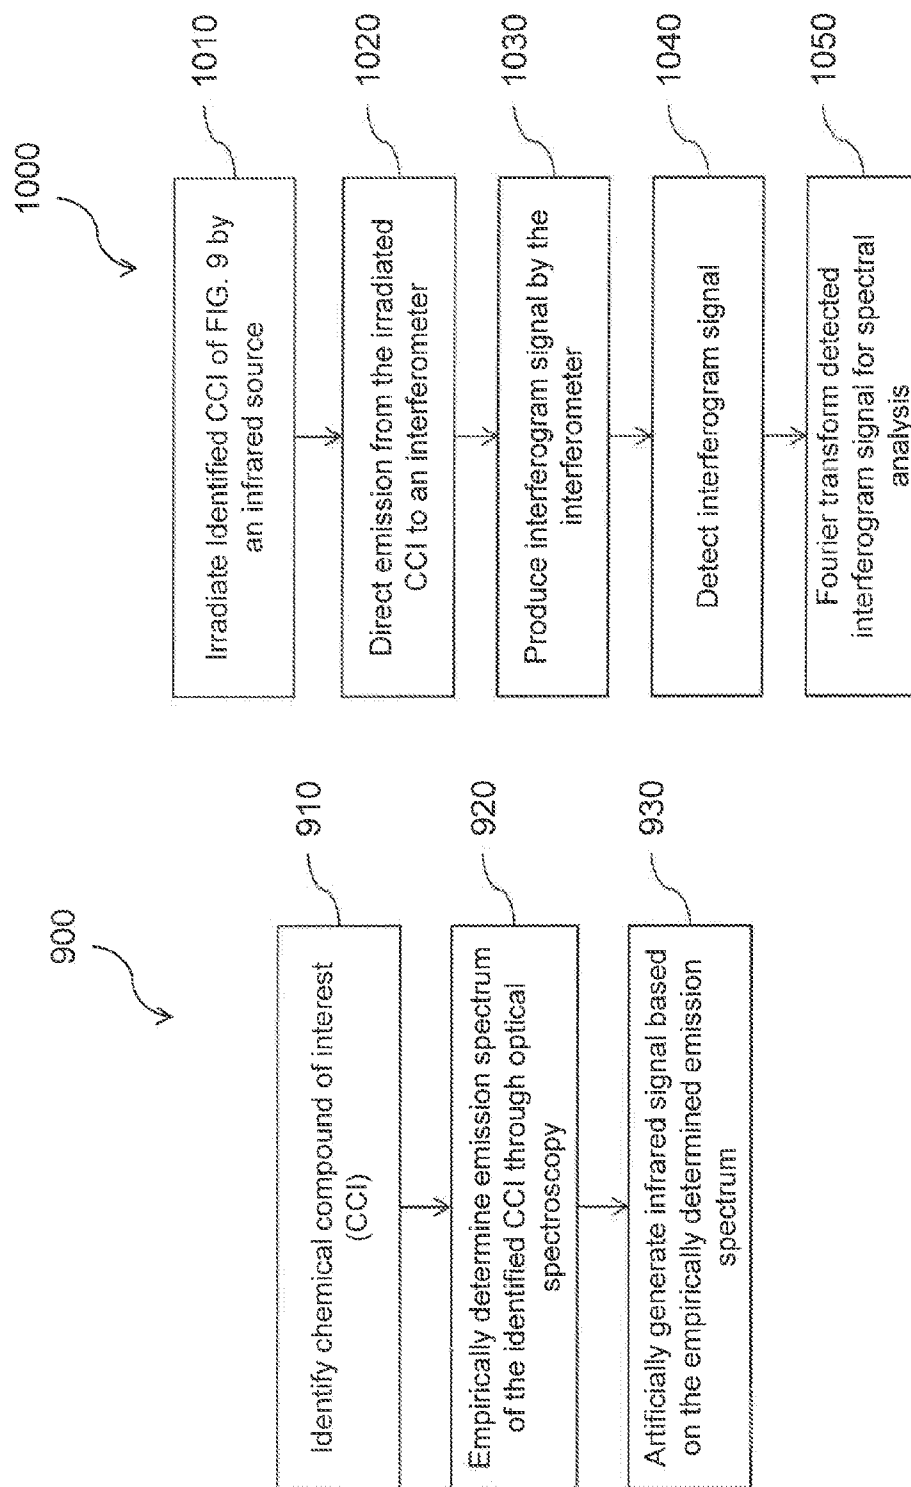 900
Identify chemical compound of interest
(CCI)
910
Empirically determine emission spectrum
of the identified CCI through optical
spectroscopy
920
Artificially generate infrared signal based
on the empirically determined emission
spectrum
930
1000
Irradiate Identified CCI of FIG. 9 by
an infrared source
1010
Direct emission from the irradiated
CCI to an interferometer
1020
Produce interferogram signal by the
interferometer
1030
Detect interferogram signal
1040
Fourier transform detected
interferogram signal for spectral
analysis
1050